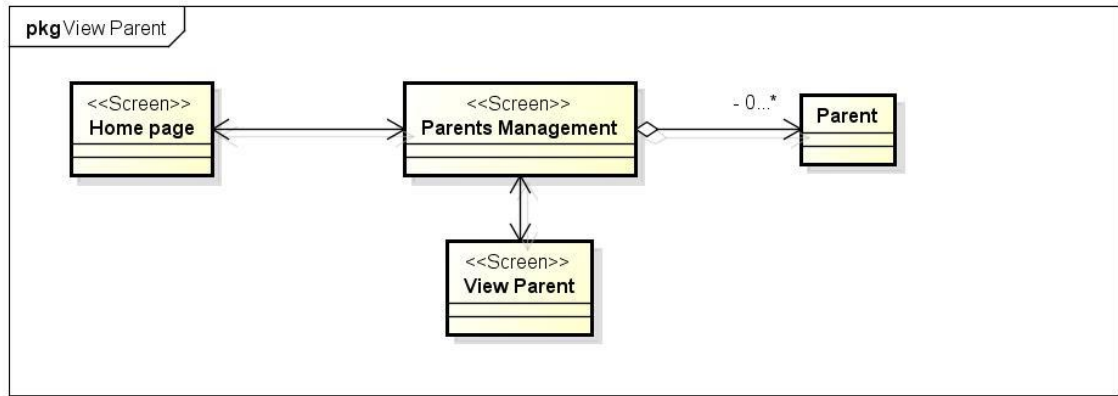 pkg View Parent
<<Screen>>
Home page
<<Screen>>
Parents Management
- 0...*
Parent
<<Screen>>
View Parent